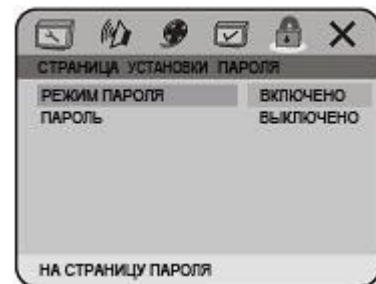 СТРАНИЦА УСТАНОВКИ ПАРОЛЯ
РЕЖИМ ПАРОЛЯ ВКЛЮЧЕНО
ПАРОЛЬ ВЫКЛЮЧЕНО
НА СТРАНИЦУ ПАРОЛЯ